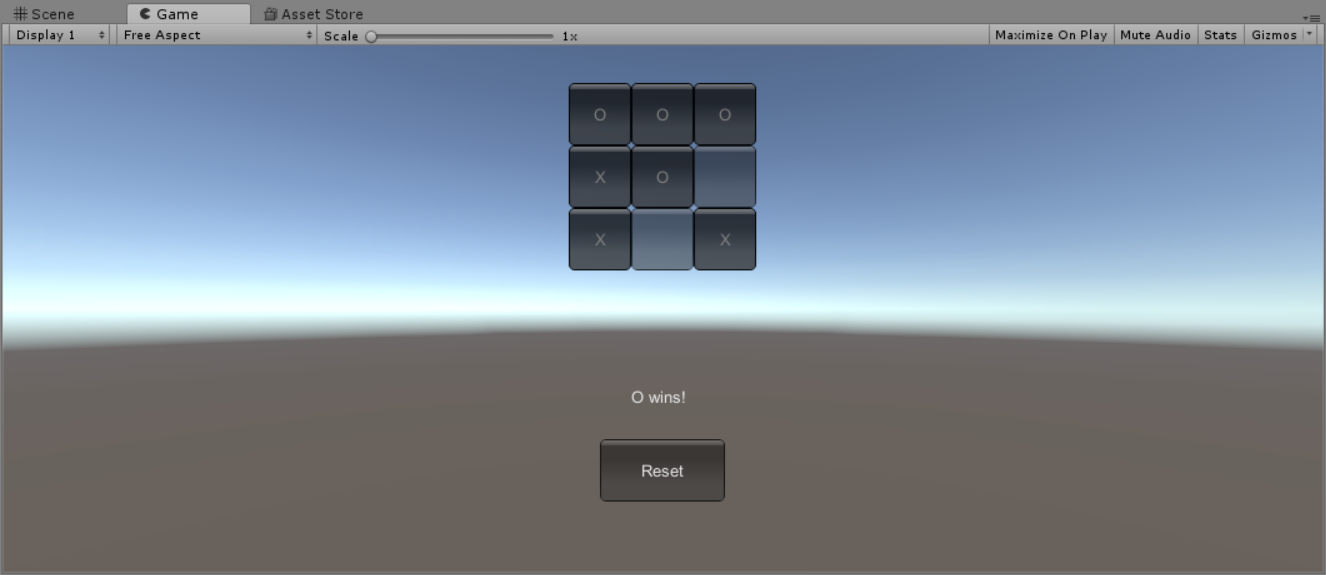 Scene Game Asset Store
Display 1 Free Aspect Scale 1x Maximize On Play Mute Audio Stats Gizmos
O O O
X O
X X
O wins!
Reset